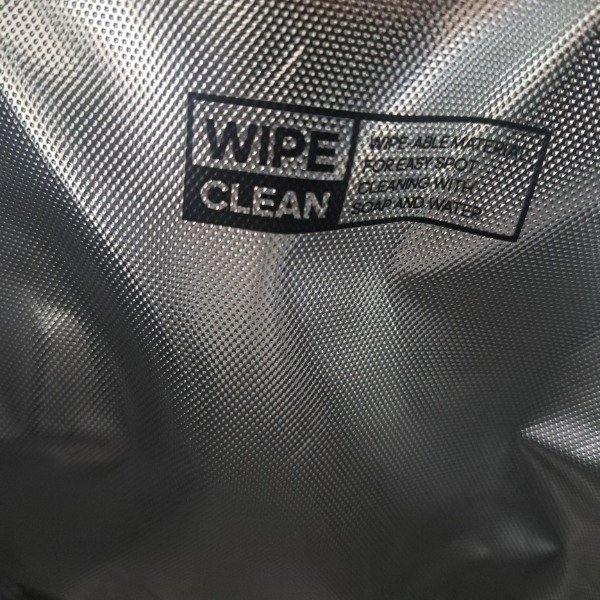 WIPE
CLEAN
WIPE-ABLE MATERIAL
FOR EASY SPOT
CLEANING WITH
SOAP AND WATER